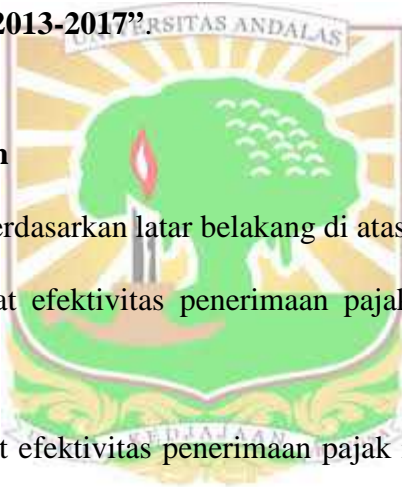 2013-2017”.
UNIVERSITAS ANDALAS
n
erdasarkan latar belakang di atas
at efektivitas penerimaan pajak
t efektivitas penerimaan pajak
KEDJAJAAN